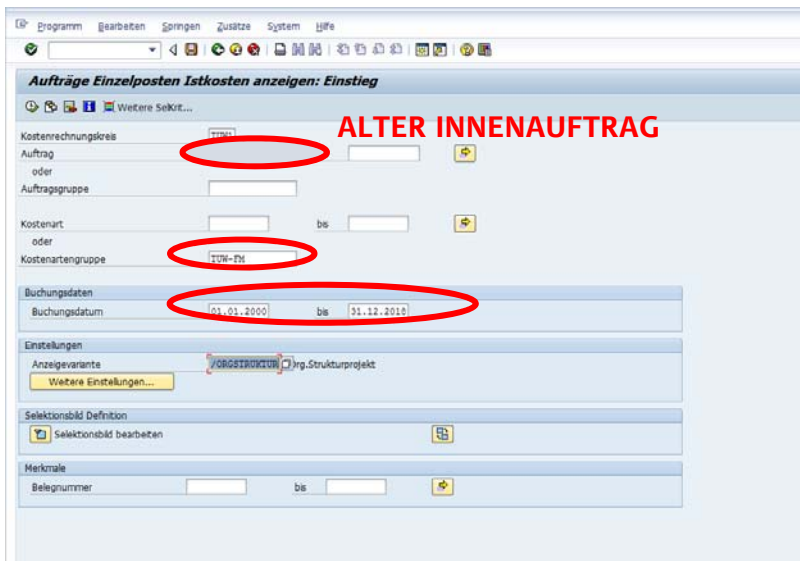 Programm Bearbeiten Springen Zusätze System Hilfe
Aufträge Einzelposten Istkosten anzeigen: Einstieg
Weitere SelKrit...
ALTER INNENAUFTRAG
Kostenrechnungskreis
Auftrag
oder
Auftragsgruppe
Kostenart bis
oder
Kostenartengruppe TUW-FM
Buchungsdaten
Buchungsdatum 01.01.2000 bis 31.12.2018
Einstellungen
Anzeigevariante /ORGSTRUKTUR rg.Strukturprojekt
Weitere Einstellungen...
Selektionsbild Definition
Selektionsbild bearbeiten
Merkmale
Belegnummer bis